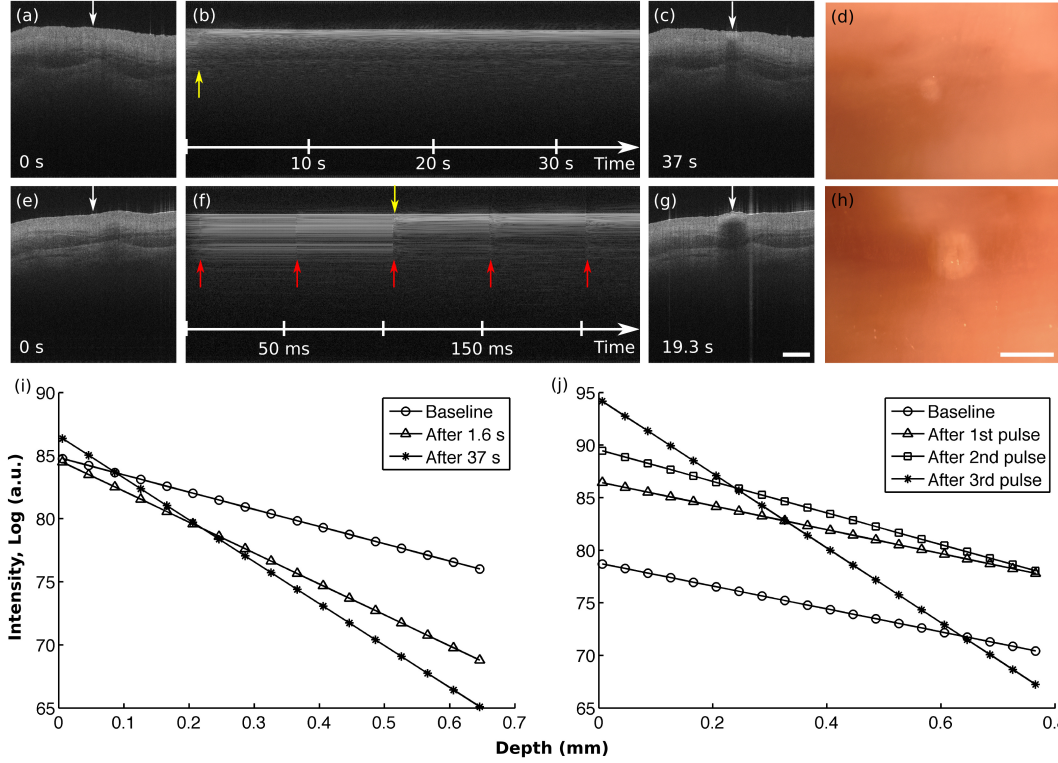 (a)
(b)
(c)
(d)
0 s
10 s
20 s
30 s
Time
37 s
(e)
(f)
(g)
(h)
0 s
50 ms
150 ms
Time
19.3 s
(i)
90
85
80
75
70
65
0
0.1
0.2
0.3
0.4
0.5
0.6
0.7
Baseline
After 1.6 s
After 37 s
Intensity, Log (a.u.)
(j)
95
90
85
80
75
70
65
0
0.2
0.4
0.6
Baseline
After 1st pulse
After 2nd pulse
After 3rd pulse
Depth (mm)